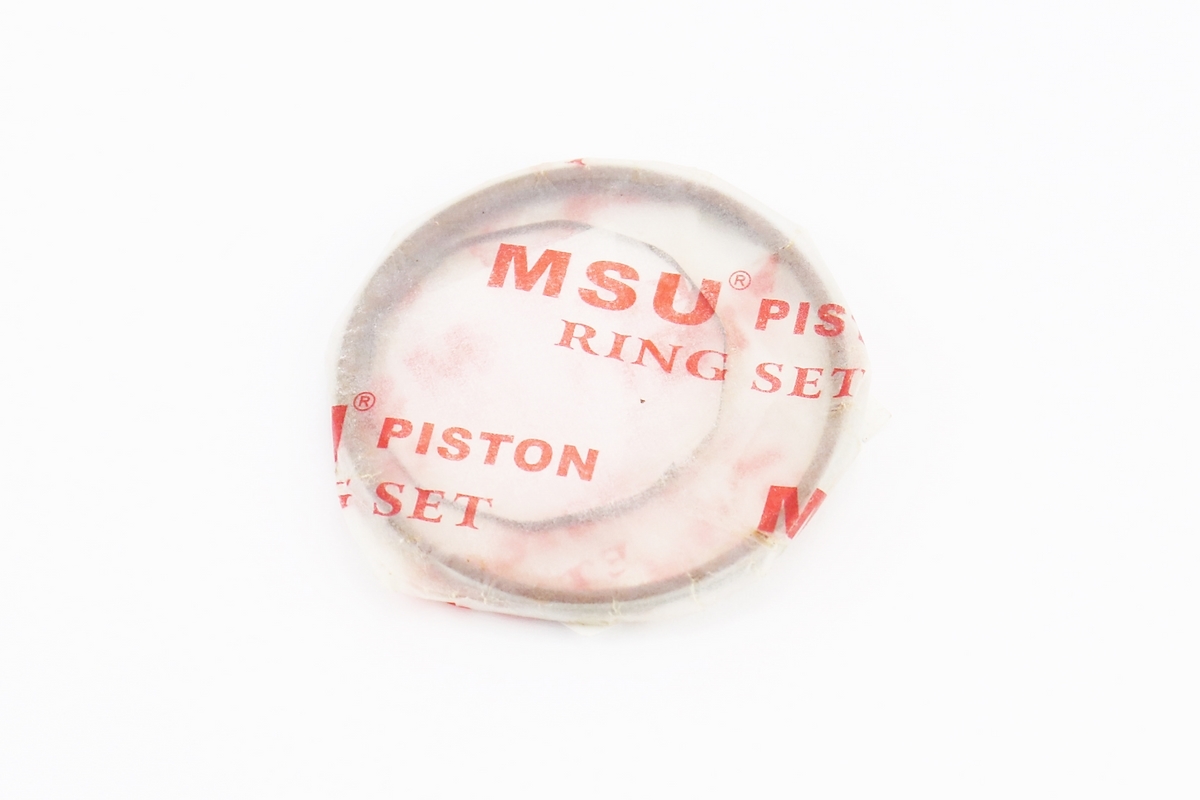 MSU® PIST
RING SET
® PISTON
G SET
M